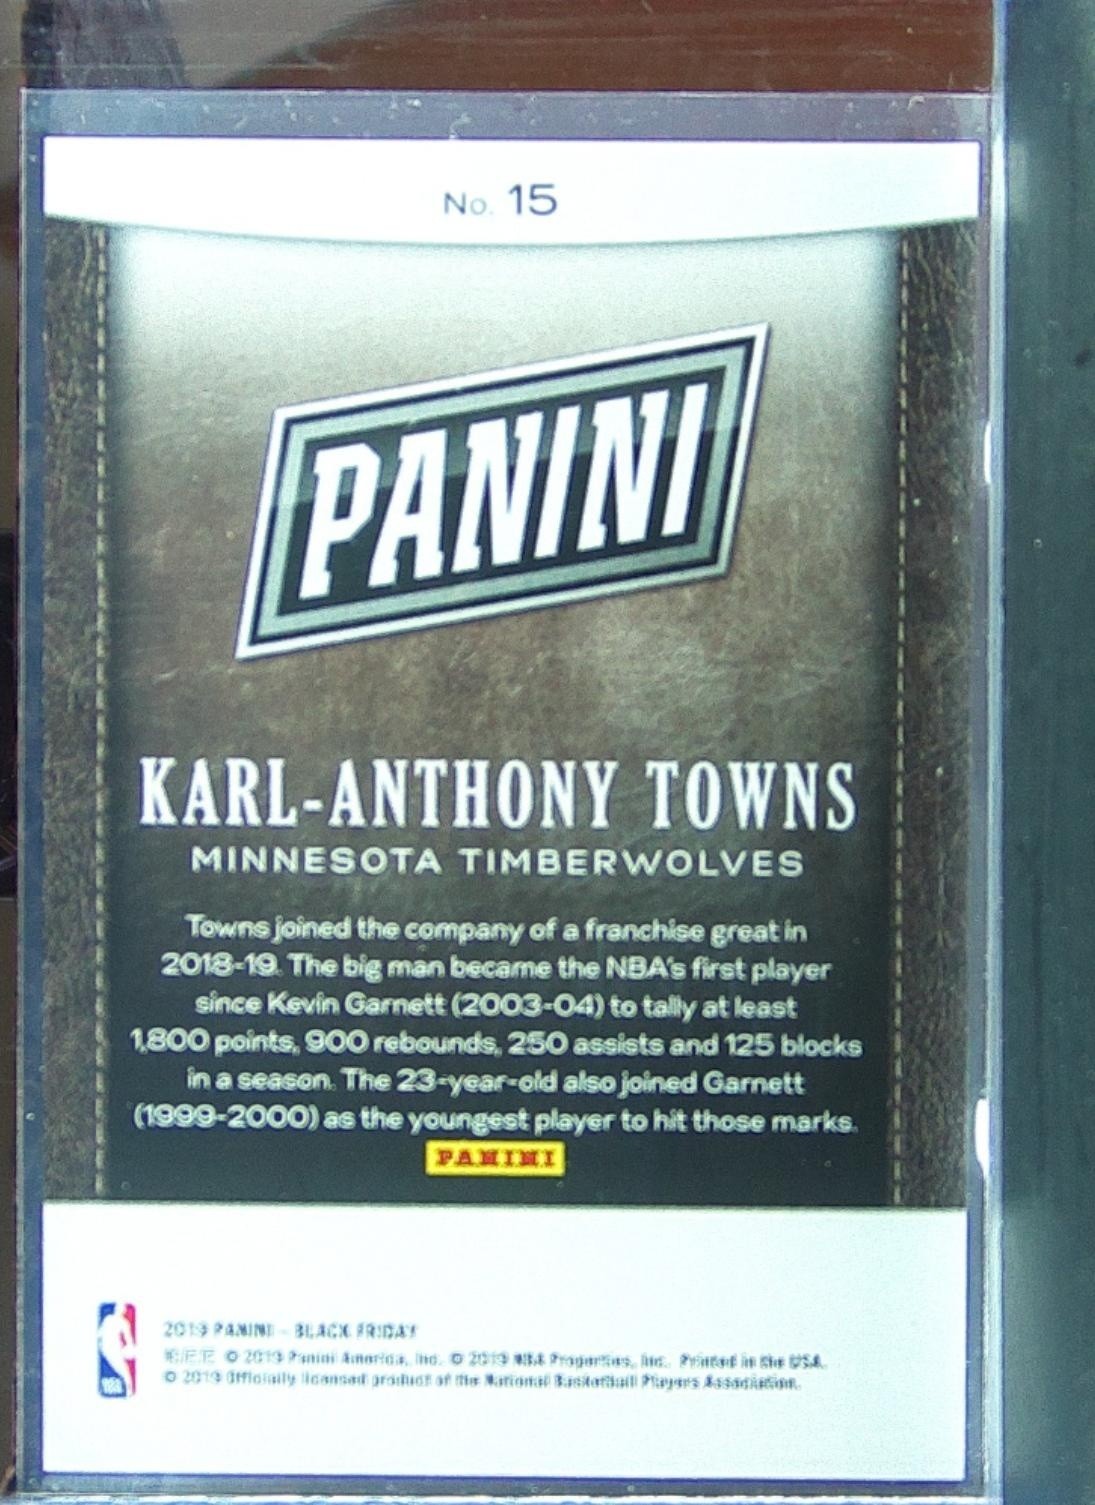 No. 15
PANINI
KARL-ANTHONY TOWNS
MINNESOTA TIMBERWOLVES
Towns joined the company of a franchise great in
2018-19. The big man became the NBA's first player
since Kevin Garnett (2003-04) to tally at least
1,800 points, 900 rebounds, 250 assists and 125 blocks
in a season. The 23-year-old also joined Garnett
(1999-2000) as the youngest player to hit those marks.
PANINI
2019 PANINI - BLACK FRIDAY
© 2019 Panini America, Inc. © 2019 NBA Properties, Inc. Printed in the USA.
© 2019 Officially licensed product of the National Basketball Players Association.